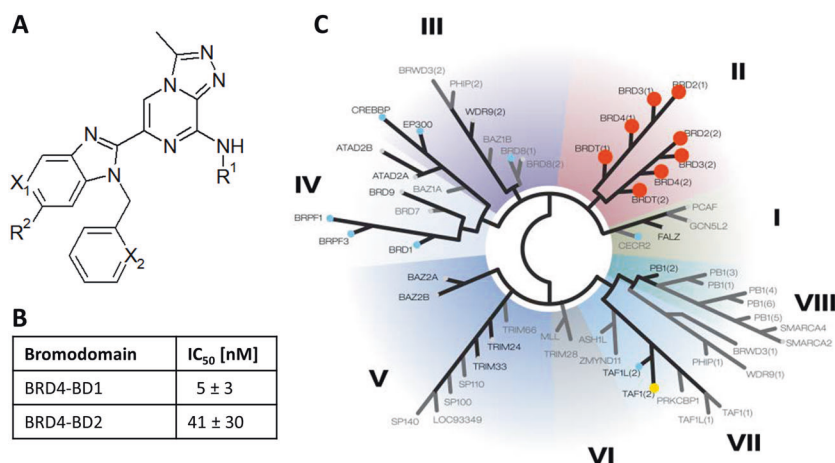 A
N
N
N
N
N
NH
R1
N
N
X1
R2
X2
B
Bromodomain IC50 [nM]
BRD4-BD1 5 ± 3
BRD4-BD2 41 ± 30
C
III
BRWD3(2)
PHIP(2)
WDR9(2)
CREBBP
EP300
BAZ1B
BRD8(1)
BRD8(2)
ATAD2B
ATAD2A
BAZ1A
BRD9
BRD7
IV
BRPF1
BRPF3
BRD1
II
BRD2(1)
BRD3(1)
BRD4(1)
BRDT(1)
BRD2(2)
BRD3(2)
BRD4(2)
BRDT(2)
I
PCAF
GCN5L2
FALZ
CECR2
BAZ2A
BAZ2B
TRIM66
TRIM24
TRIM33
SP110
SP100
LOC93349
SP140
V
MLL
TRIM28
ASH1L
ZMYND11
VI
TAF1L(2)
TAF1(2)
PRKCBP1
TAF1L(1)
TAF1(1)
VII
PB1(2)
PB1(3)
PB1(1)
PB1(4)
PB1(6)
PB1(5)
SMARCA4
SMARCA2
VIII
BRWD3(1)
PHIP(1)
WDR9(1)